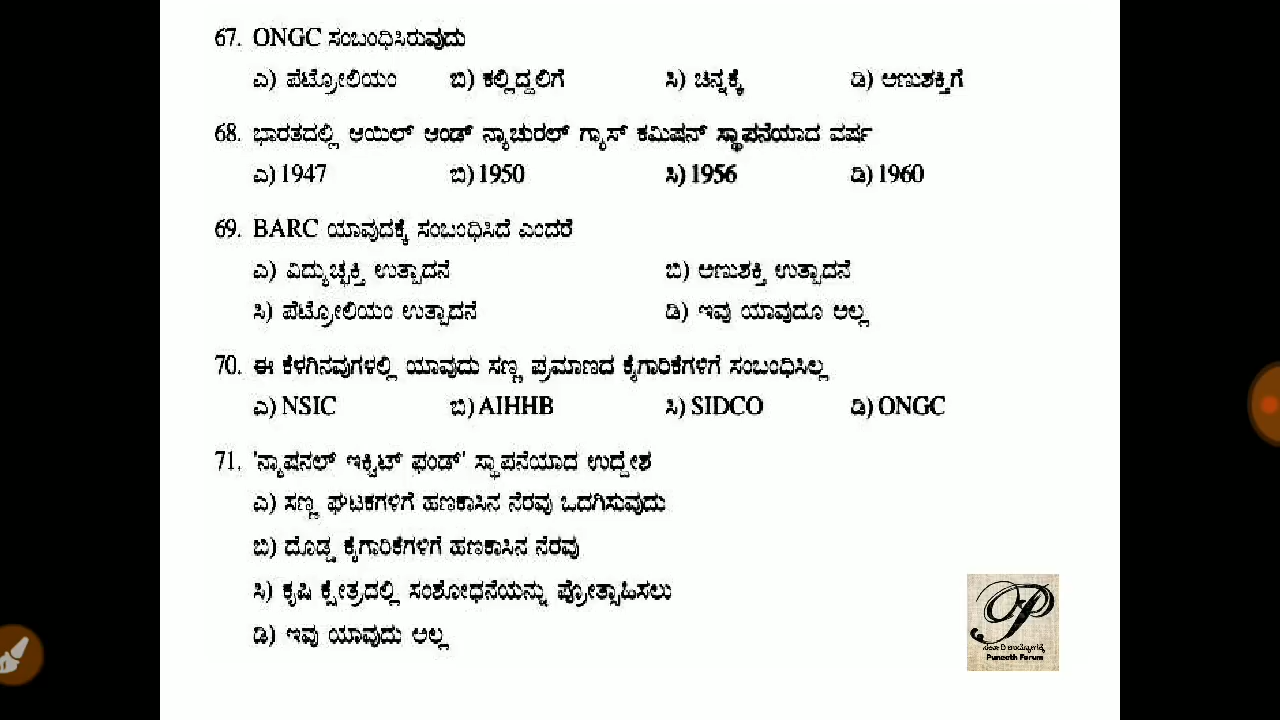 67. ONGC ಸಂಬಂಧಿಸಿರುವುದು
ಎ) ಪೆಟ್ರೋಲಿಯಂ ಬಿ) ಕಲ್ಲಿದ್ದಲಿಗೆ ಸಿ) ಚಿನ್ನಕ್ಕೆ ಡಿ) ಅಣುಶಕ್ತಿಗೆ
68. ಭಾರತದಲ್ಲಿ ಆಯಿಲ್ ಆಂಡ್ ನ್ಯಾಚುರಲ್ ಗ್ಯಾಸ್ ಕಮಿಷನ್ ಸ್ಥಾಪನೆಯಾದ ವರ್ಷ
ಎ) 1947 ಬಿ) 1950 ಸಿ) 1956 ಡಿ) 1960
69. BARC ಯಾವುದಕ್ಕೆ ಸಂಬಂಧಿಸಿದೆ ಎಂದರೆ
ಎ) ವಿದ್ಯುಚ್ಛಕ್ತಿ ಉತ್ಪಾದನೆ ಬಿ) ಅಣುಶಕ್ತಿ ಉತ್ಪಾದನೆ
ಸಿ) ಪೆಟ್ರೋಲಿಯಂ ಉತ್ಪಾದನೆ ಡಿ) ಇವು ಯಾವುದೂ ಅಲ್ಲ
70. ಈ ಕೆಳಗಿನವುಗಳಲ್ಲಿ ಯಾವುದು ಸಣ್ಣ ಪ್ರಮಾಣದ ಕೈಗಾರಿಕೆಗಳಿಗೆ ಸಂಬಂಧಿಸಿಲ್ಲ
ಎ) NSIC ಬಿ) AIHHB ಸಿ) SIDCO ಡಿ) ONGC
71. 'ನ್ಯಾಷನಲ್ ಇಕ್ವಿಟ್ ಫಂಡ್' ಸ್ಥಾಪನೆಯಾದ ಉದ್ದೇಶ
ಎ) ಸಣ್ಣ ಘಟಕಗಳಿಗೆ ಹಣಕಾಸಿನ ನೆರವು ಒದಗಿಸುವುದು
ಬಿ) ದೊಡ್ಡ ಕೈಗಾರಿಕೆಗಳಿಗೆ ಹಣಕಾಸಿನ ನೆರವು
ಸಿ) ಕೃಷಿ ಕ್ಷೇತ್ರದಲ್ಲಿ ಸಂಶೋಧನೆಯನ್ನು ಪ್ರೋತ್ಸಾಹಿಸಲು
ಡಿ) ಇವು ಯಾವುದು ಅಲ್ಲ
P
Puneeth Forum